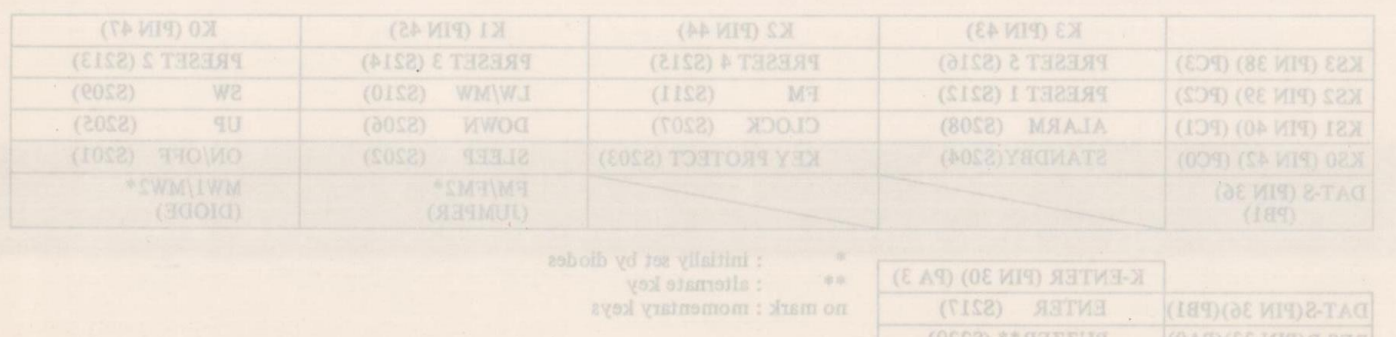 K3 (PIN 43) K2 (PIN 44) K1 (PIN 45) K0 (PIN 47)
KS3 (PIN 38) (PC3) PRESET 5 (S216) PRESET 4 (S215) PRESET 3 (S214) PRESET 2 (S213)
KS2 (PIN 39) (PC2) PRESET 1 (S212) FM (S211) LW/MW (S210) SW (S209)
KS1 (PIN 40) (PC1) ALARM (S208) CLOCK (S207) DOWN (S206) UP (S205)
KS0 (PIN 42) (PC0) STANDBY(S204) KEY PROTECT (S203) SLEEP (S202) ON/OFF (S201)
DAT-S (PIN 36) FM/FM2* MW1/MW2*
(PB1) (JUMPER) (DIODE)
* : initially set by diodes
K-ENTER (PIN 30) (PA 3) ** : alternate key
DAT-S(PIN 36)(PB1) ENTER (S217) no mark : momentary keys